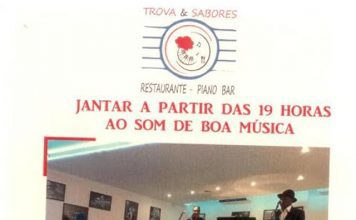 TROVA & SABORES
RESTAURANTE - PIANO BAR
JANTAR A PARTIR DAS 19 HORAS
AO SOM DE BOA MÚSICA